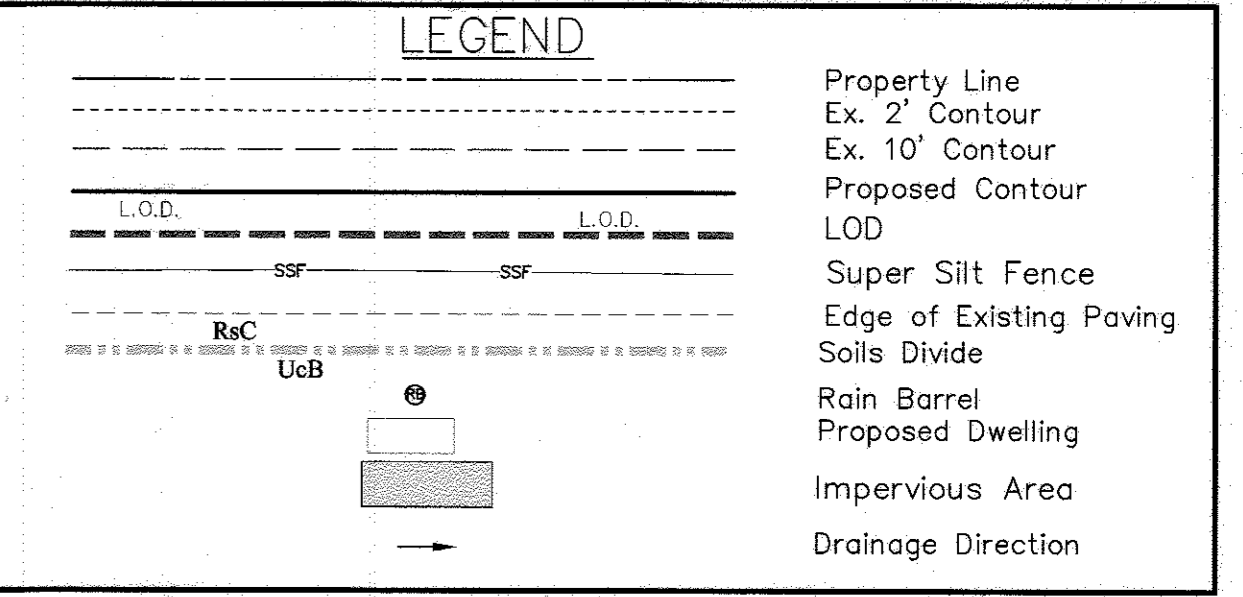 LEGEND
Property Line
Ex. 2' Contour
Ex. 10' Contour
Proposed Contour
L.O.D. L.O.D. LOD
SSF SSF Super Silt Fence
Edge of Existing Paving
RsC
Soils Divide
UcB
RB Rain Barrel
Proposed Dwelling
Impervious Area
Drainage Direction